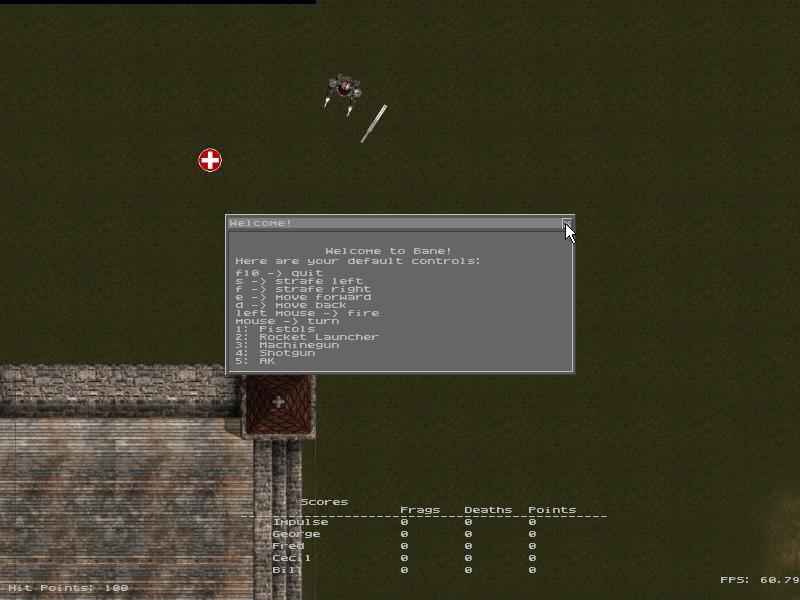 Welcome!
Welcome to Bane!
Here are your default controls:
f10 -> quit
s -> strafe left
f -> strafe right
e -> move forward
d -> move back
left mouse -> fire
mouse -> turn
1: Pistols
2: Rocket Launcher
3: Machinegun
4: Shotgun
5: AK
Scores
Frags Deaths Points
Impulse 0 0 0
George 0 0 0
Fred 0 0 0
Cecil 0 0 0
Bill 0 0 0
Hit Points: 100
FPS: 60.79